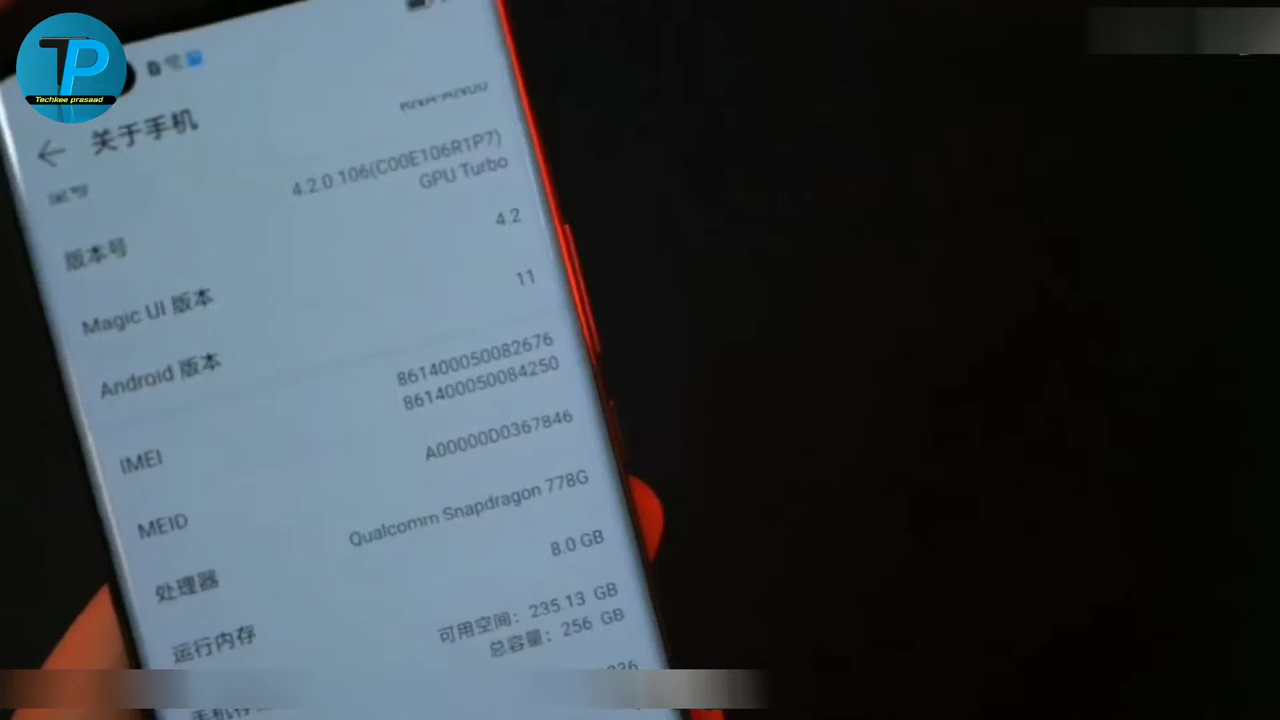 TP
Techkee prasaad
关于手机
4.2.0.106(C00E106R1P7)
GPU Turbo
版本号
4.2
Magic UI 版本
11
Android 版本
861400050082676
861400050084250
IMEI
A00000D0367846
MEID
Qualcomm Snapdragon 778G
处理器
8.0 GB
运行内存
可用空间: 235.13 GB
总容量: 256 GB